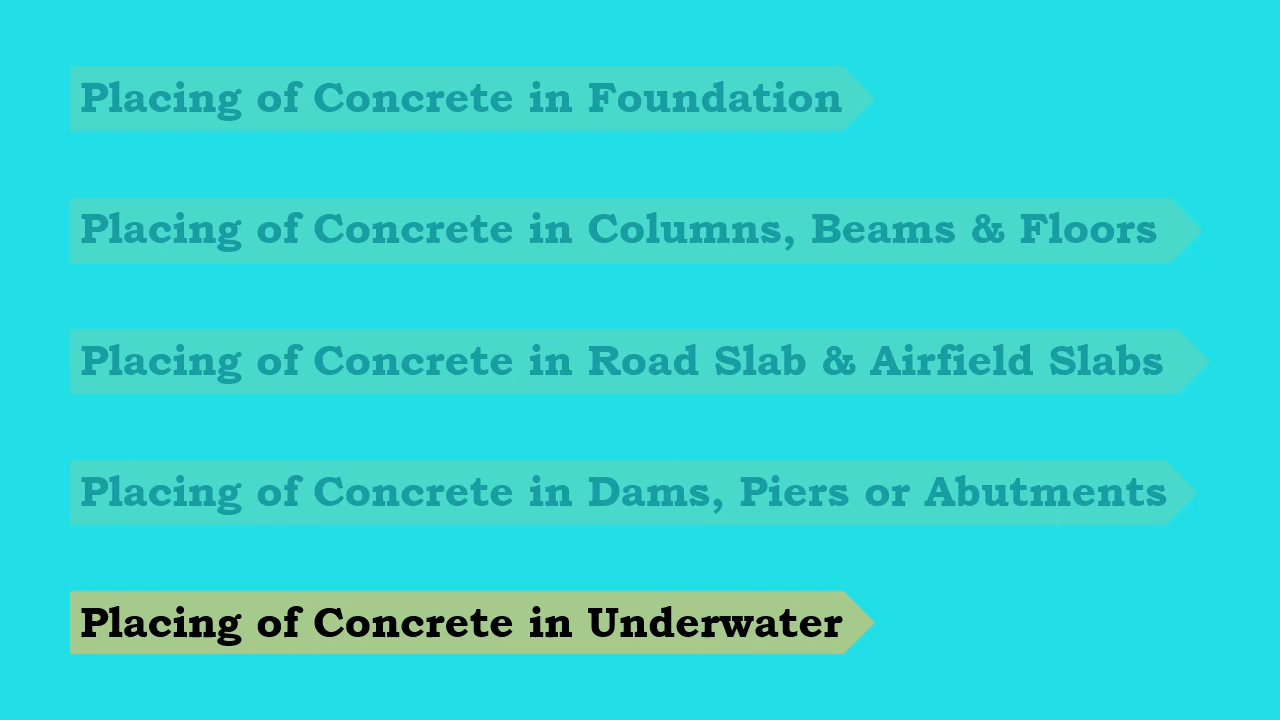 Placing of Concrete in Foundation
Placing of Concrete in Columns, Beams & Floors
Placing of Concrete in Road Slab & Airfield Slabs
Placing of Concrete in Dams, Piers or Abutments
Placing of Concrete in Underwater